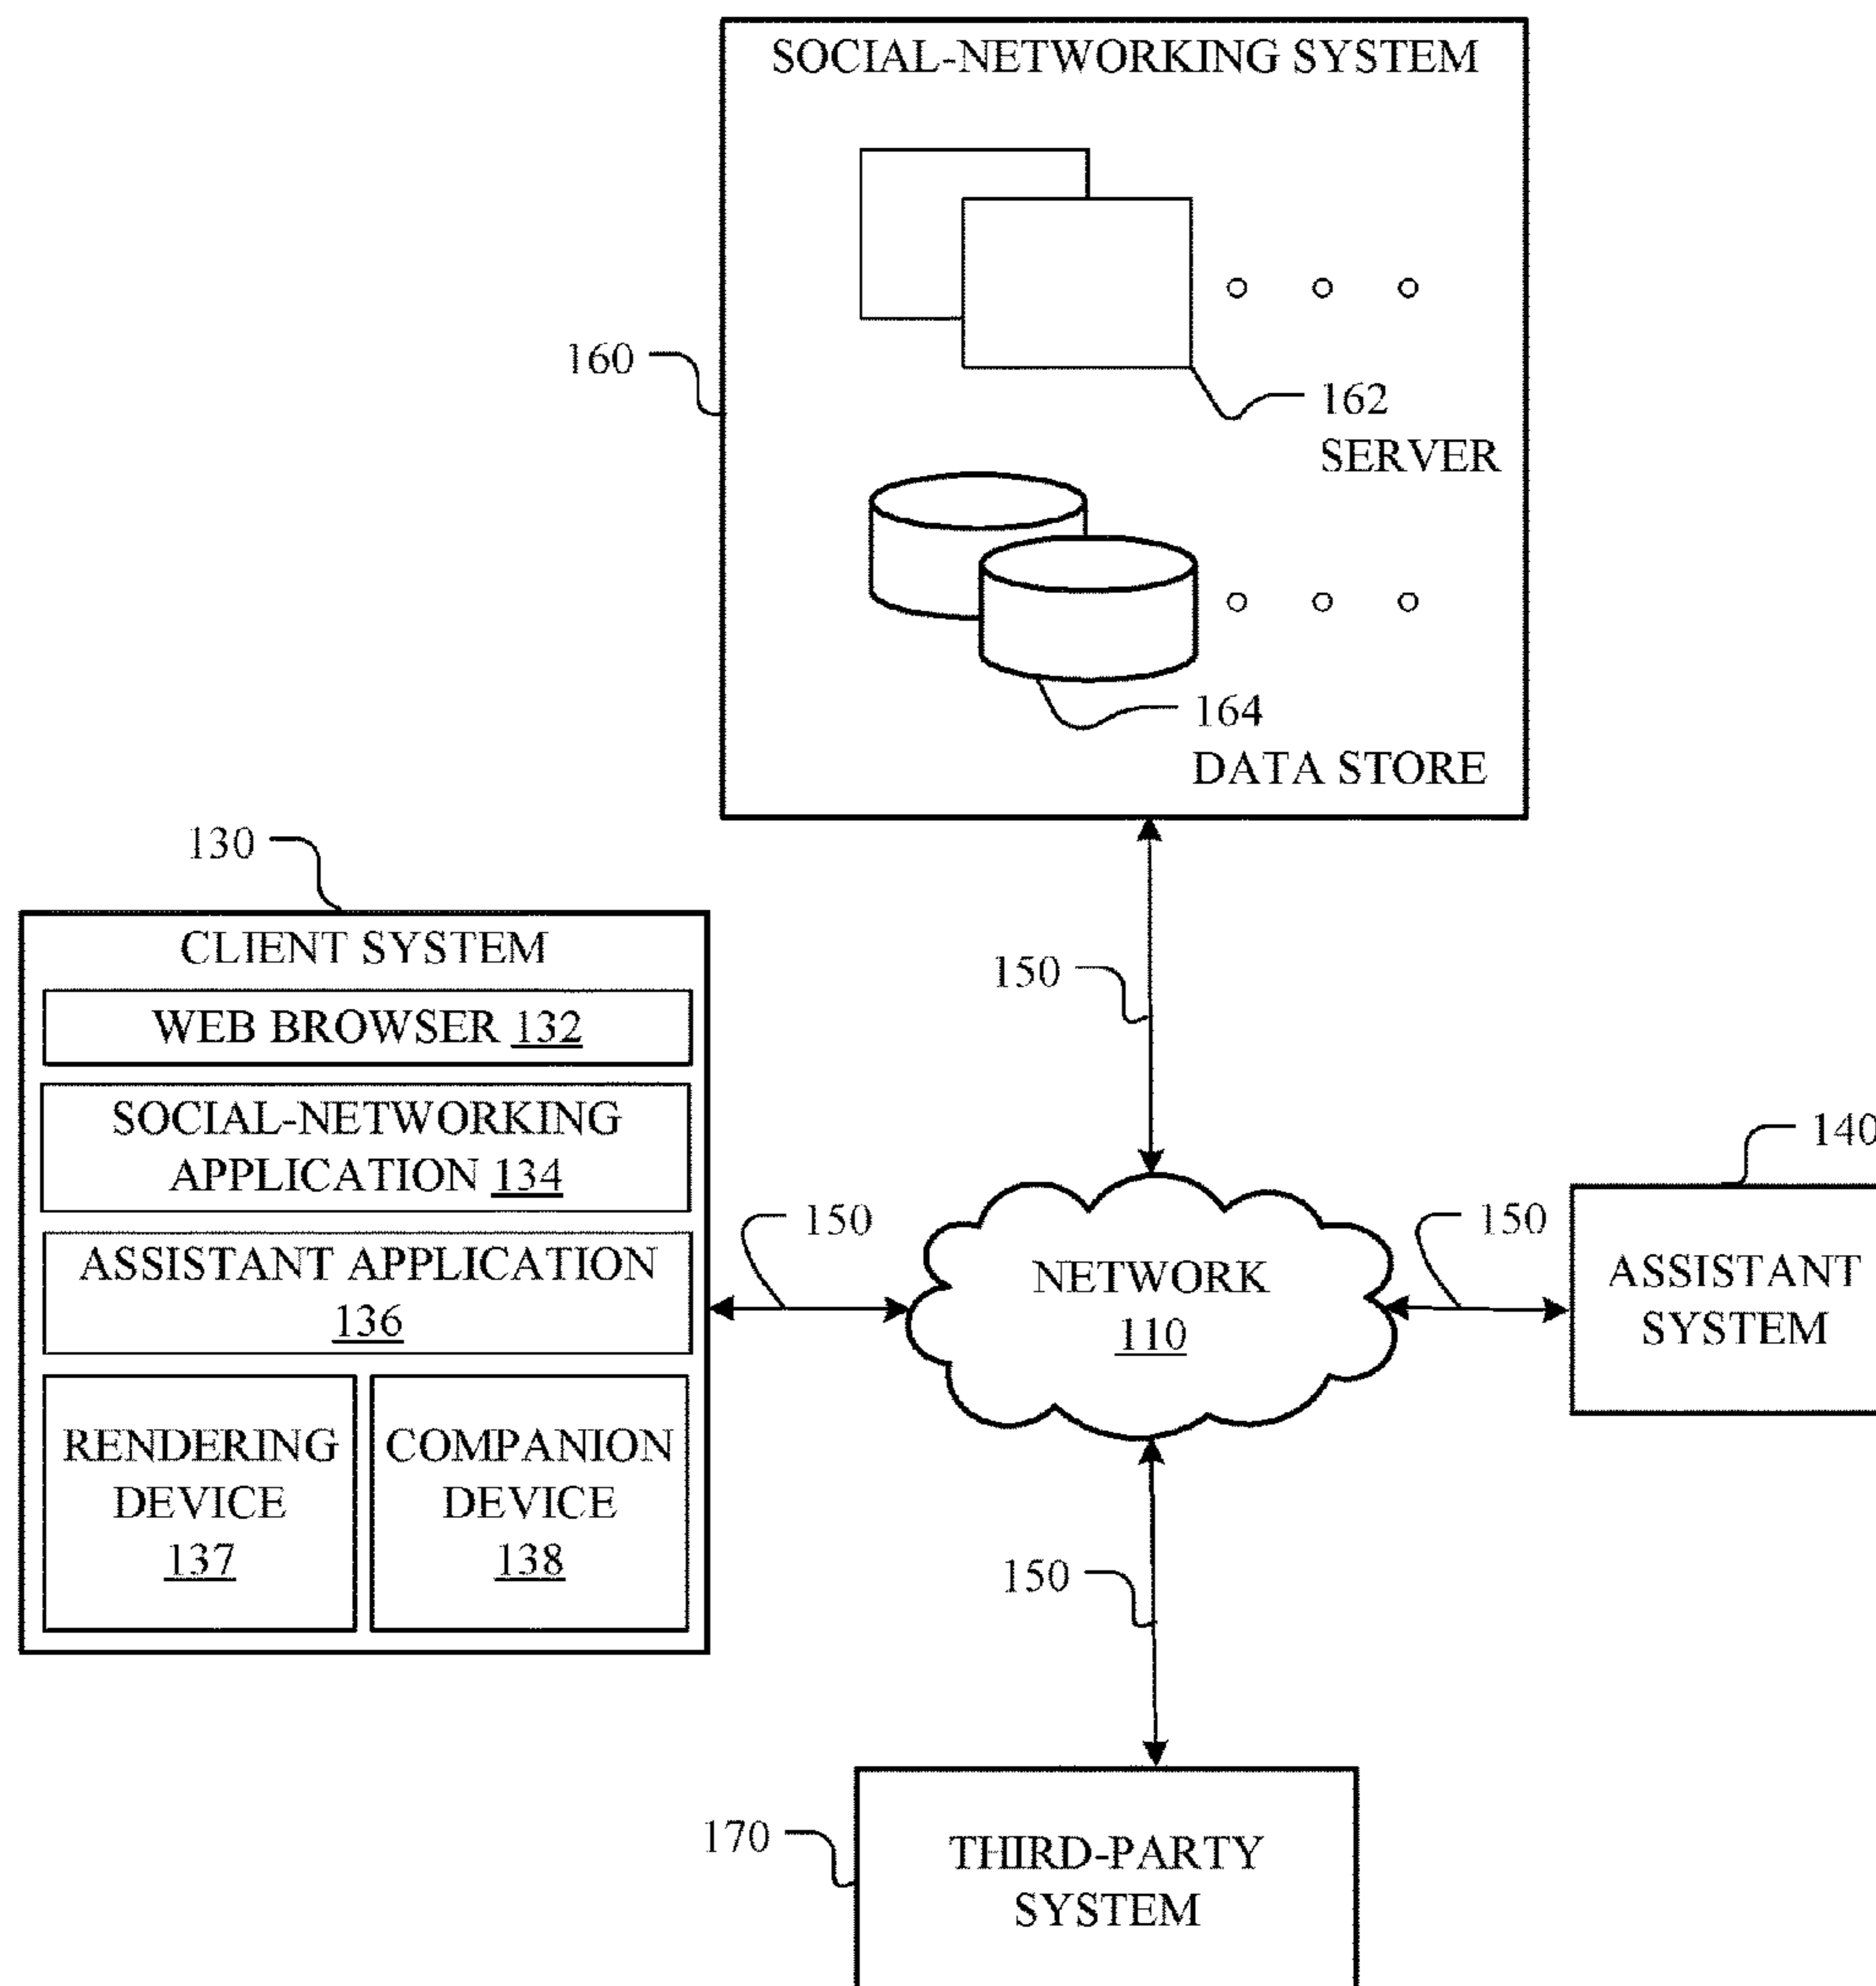 SOCIAL-NETWORKING SYSTEM
160
162
SERVER
164
DATA STORE
130
CLIENT SYSTEM
WEB BROWSER 132
SOCIAL-NETWORKING
APPLICATION 134
ASSISTANT APPLICATION
136
RENDERING
DEVICE
137
COMPANION
DEVICE
138
150
150
NETWORK
110
150
140
ASSISTANT
SYSTEM
150
170
THIRD-PARTY
SYSTEM